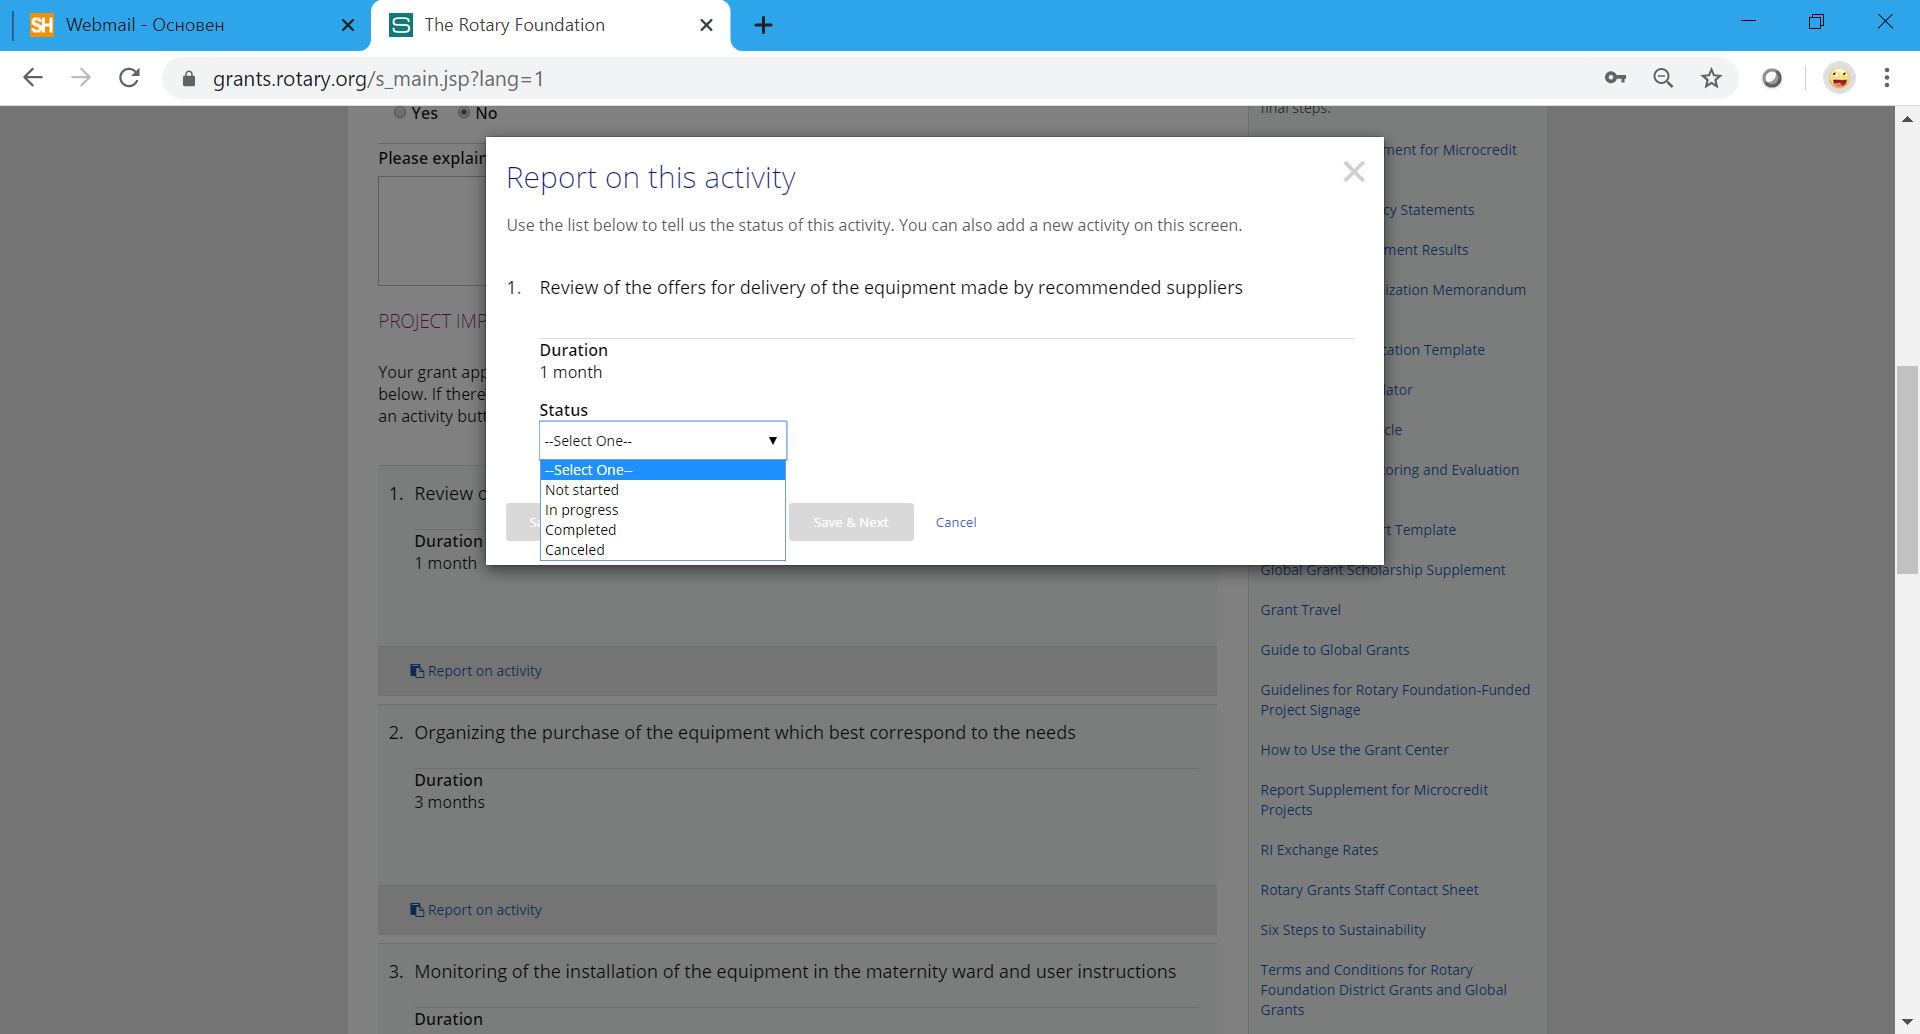 Webmail - Основен
The Rotary Foundation
grants.rotary.org/s_main.jsp?lang=1
Yes No
Please explain
PROJECT IMP
Your grant app
below. If there
an activity butt
Report on this activity
Use the list below to tell us the status of this activity. You can also add a new activity on this screen.
1. Review of the offers for delivery of the equipment made by recommended suppliers
Duration
1 month
Status
--Select One--
--Select One--
Not started
In progress
Completed
Canceled
Save & Next
Cancel
1. Review o
Duration
1 month
Report on activity
2. Organizing the purchase of the equipment which best correspond to the needs
Duration
3 months
Report on activity
3. Monitoring of the installation of the equipment in the maternity ward and user instructions
Duration
final steps.
ment for Microcredit
cy Statements
ment Results
ization Memorandum
cation Template
lator
cle
oring and Evaluation
rt Template
Global Grant Scholarship Supplement
Grant Travel
Guide to Global Grants
Guidelines for Rotary Foundation-Funded
Project Signage
How to Use the Grant Center
Report Supplement for Microcredit
Projects
RI Exchange Rates
Rotary Grants Staff Contact Sheet
Six Steps to Sustainability
Terms and Conditions for Rotary
Foundation District Grants and Global
Grants